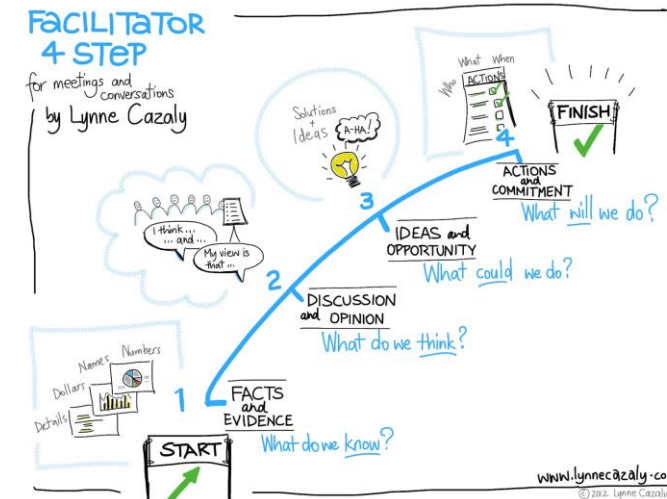 FaCILITaTOR
4 STeP
for meetings and
conversations
by Lynne Cazaly
What When
Who
ACTIONS
FINISH
Solutions
+
Ideas
A-HA!
4
ACTIONS
and
COMMITMENT
What will we do?
3
IDEAS and
OPPORTUNITY
What could we do?
I think...
... and ...
My view is
that ...
2
DISCUSSION
and OPINION
What do we think?
Names Numbers
Dollars
Details
1
FACTS
and
EVIDENCE
What do we know?
START
www.lynnecazaly.co
© 2012 Lynne Cazaly